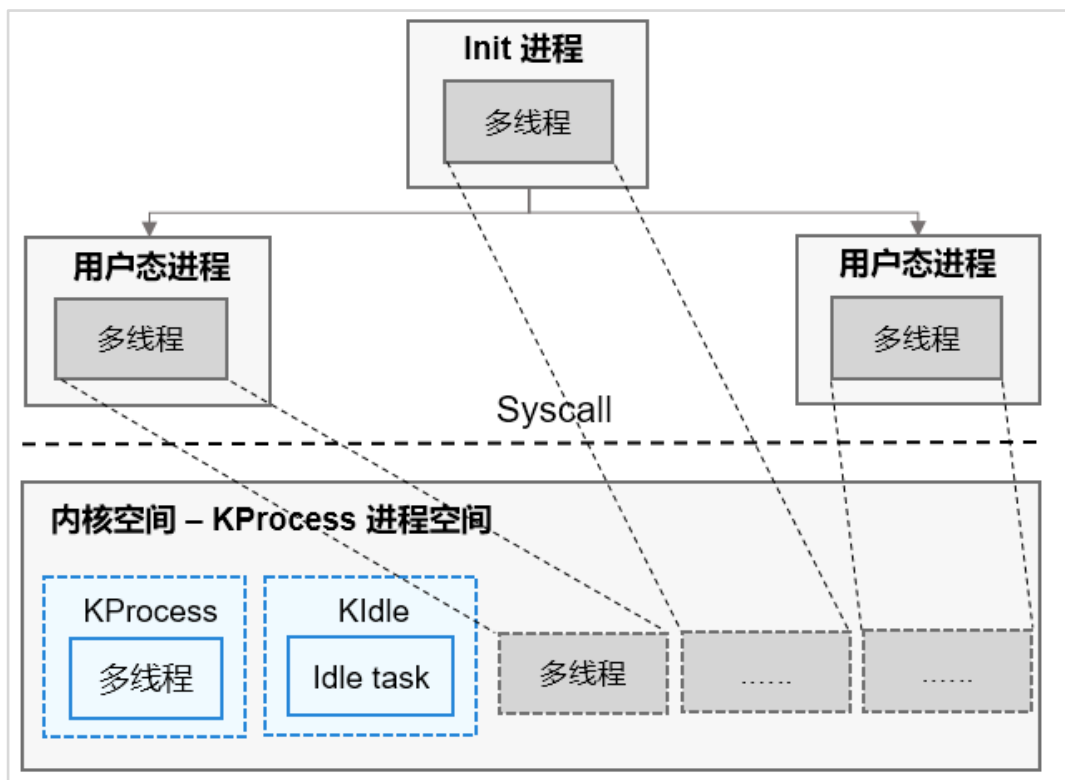 Init 进程
多线程
用户态进程
多线程
用户态进程
多线程
Syscall
内核空间 – KProcess 进程空间
KProcess
多线程
KIdle
Idle task
多线程
......
......